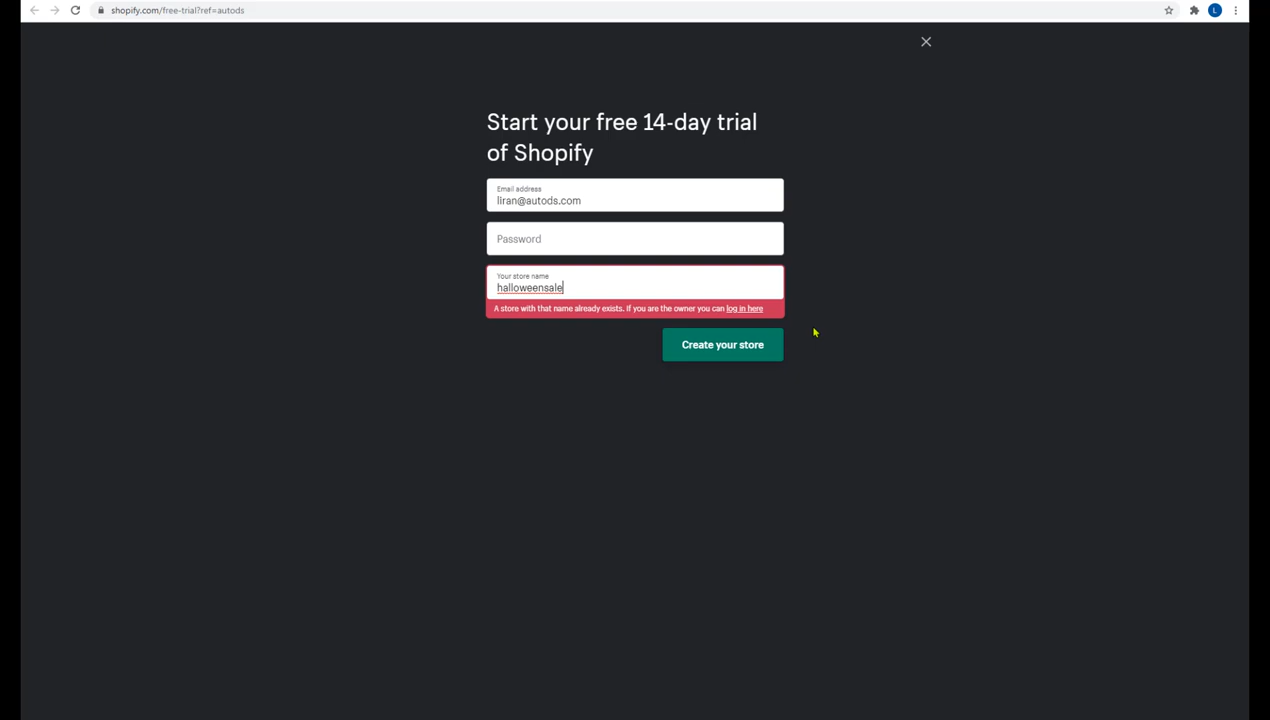 shopify.com/free-trial?ref=autods
L
Start your free 14-day trial
of Shopify
Email address
liran@autods.com
Password
Your store name
halloweensale
A store with that name already exists. If you are the owner you can log in here
Create your store